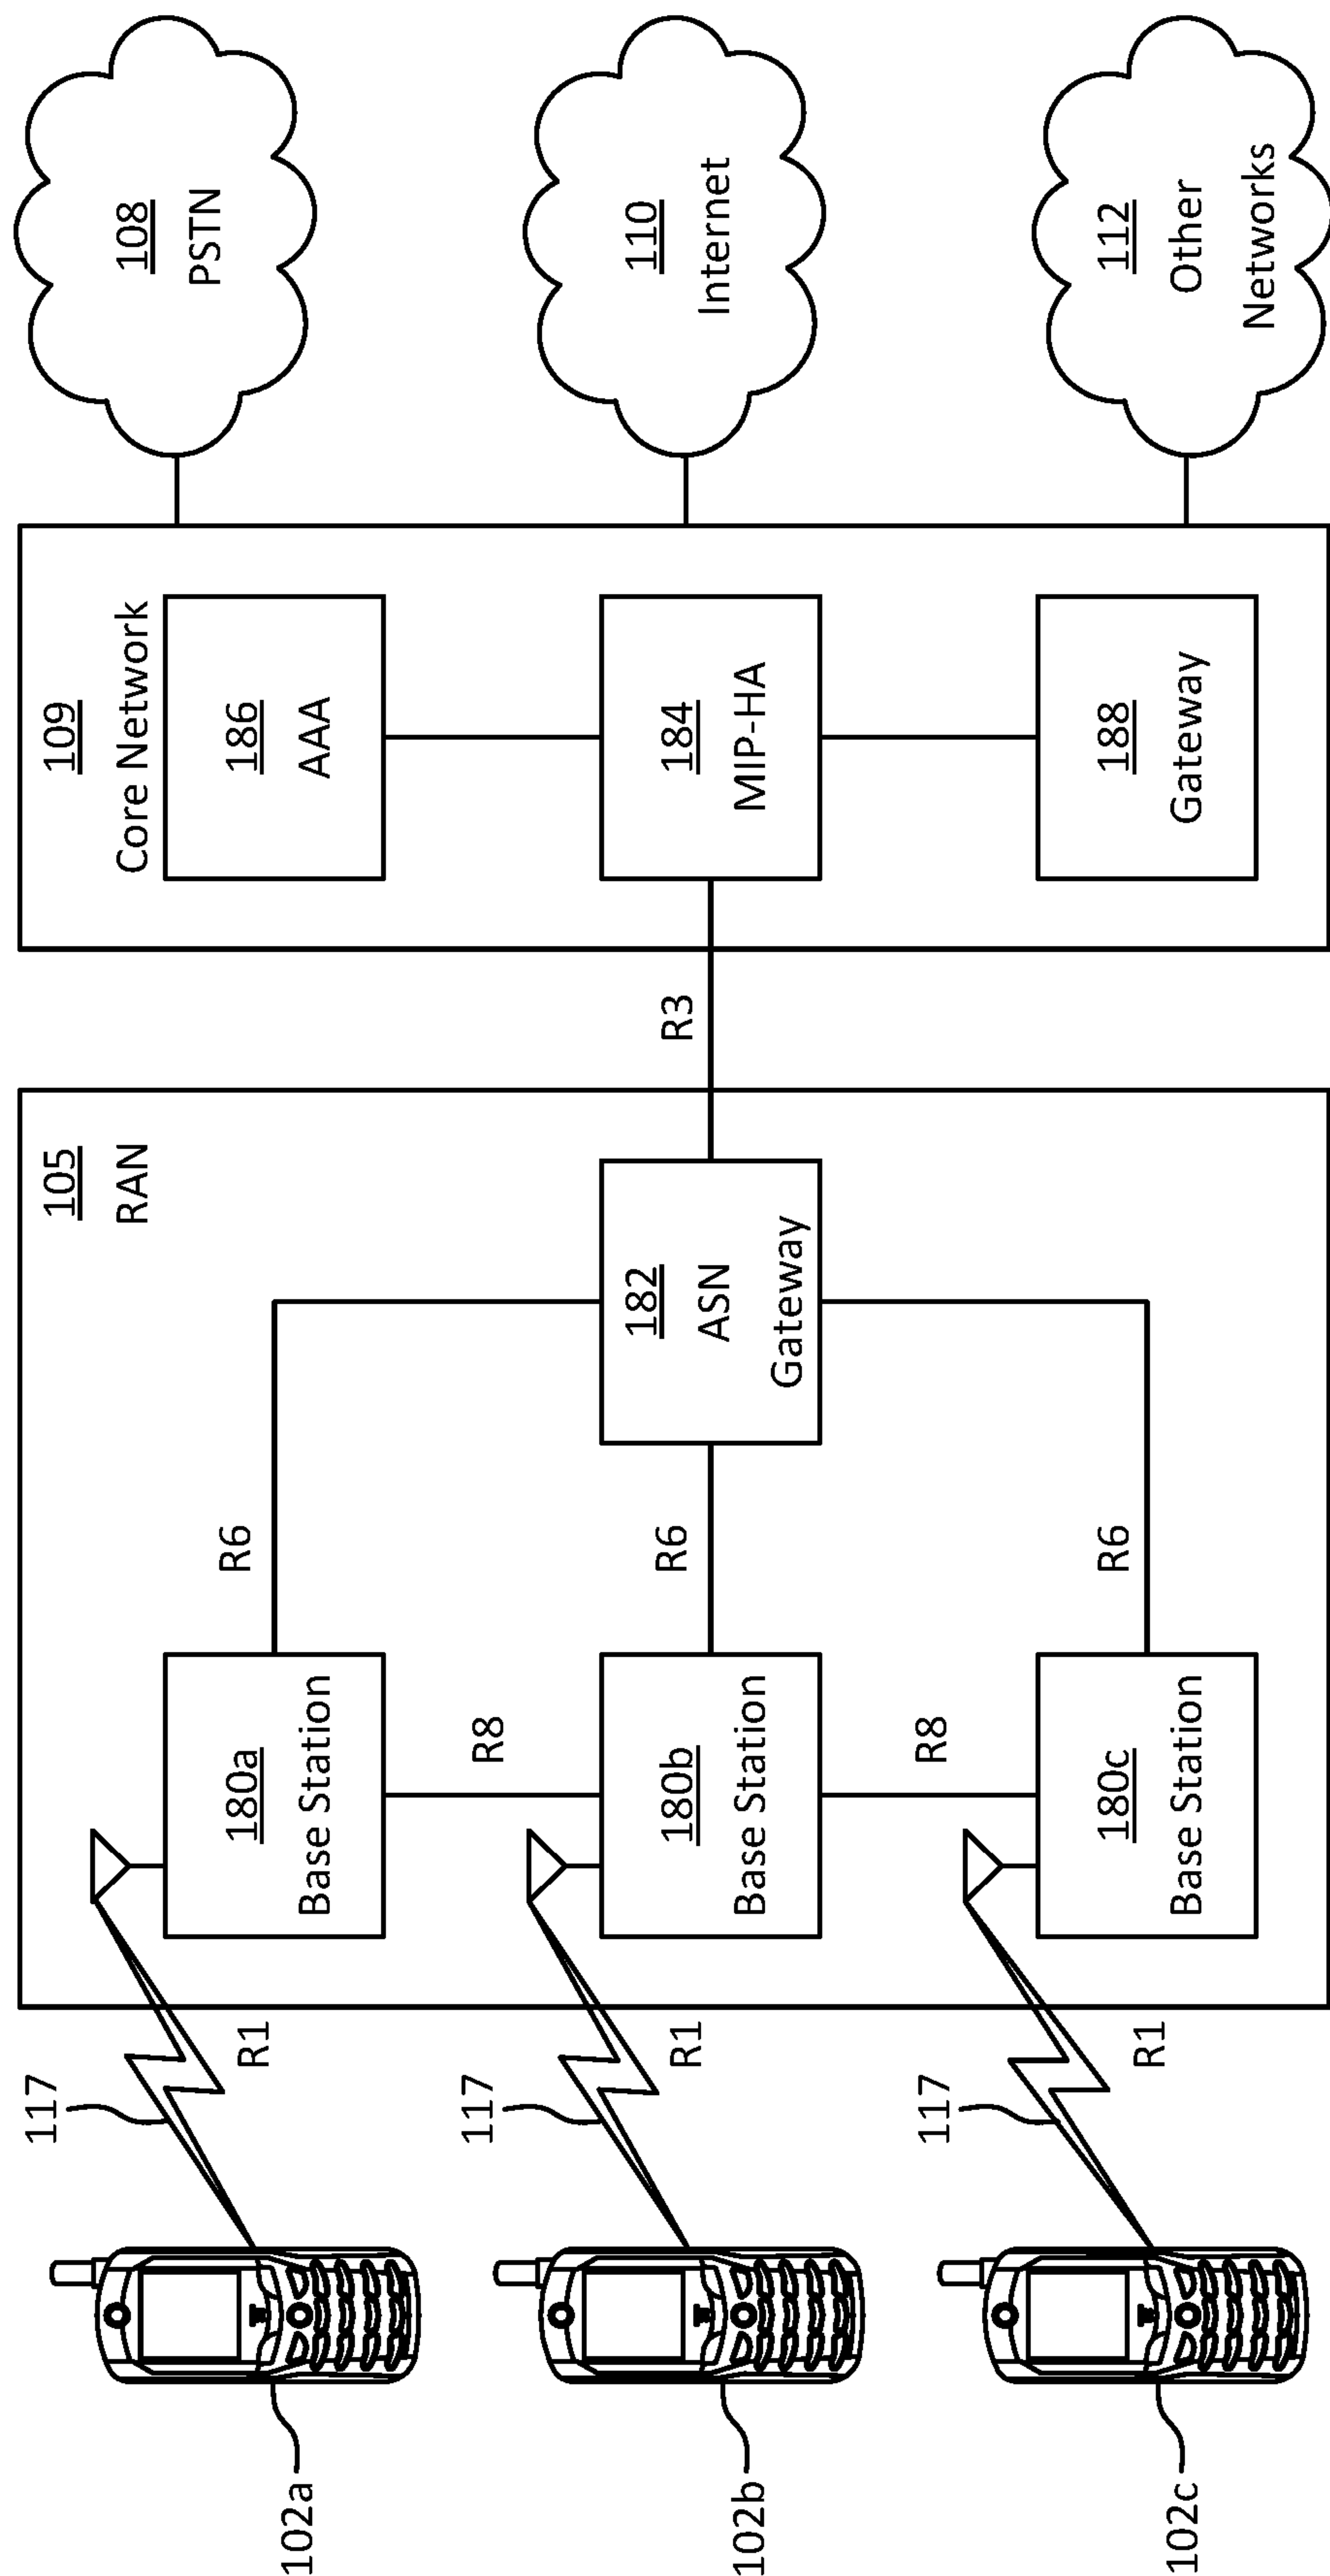 102a
102b
102c
117
117
117
R1
R1
R1
105
RAN
180a
Base Station
180b
Base Station
180c
Base Station
R8
R8
R6
R6
R6
182
ASN
Gateway
R3
109
Core Network
186
AAA
184
MIP-HA
188
Gateway
108
PSTN
110
Internet
112
Other
Networks